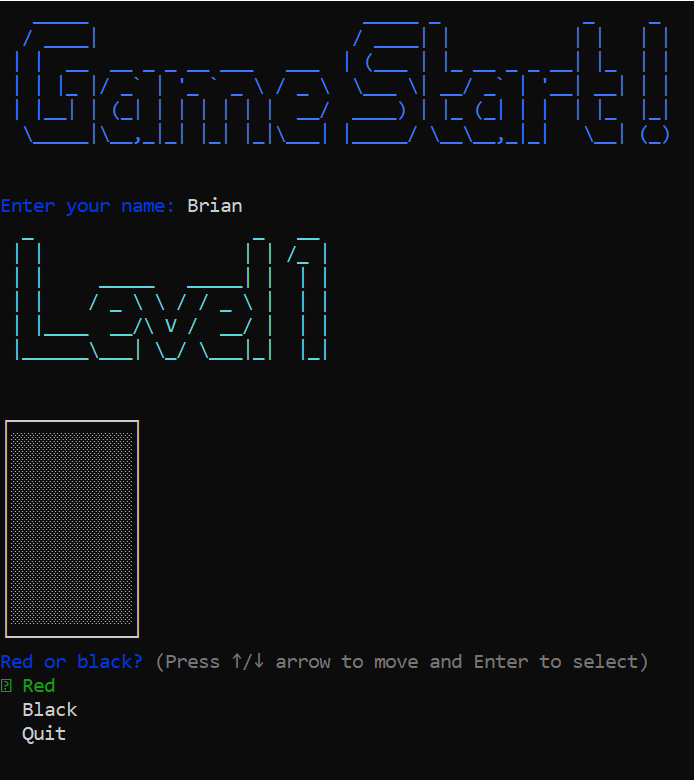 Game Start!
Enter your name: Brian
Level 1
Red or black? (Press ↑/↓ arrow to move and Enter to select)
Red
Black
Quit